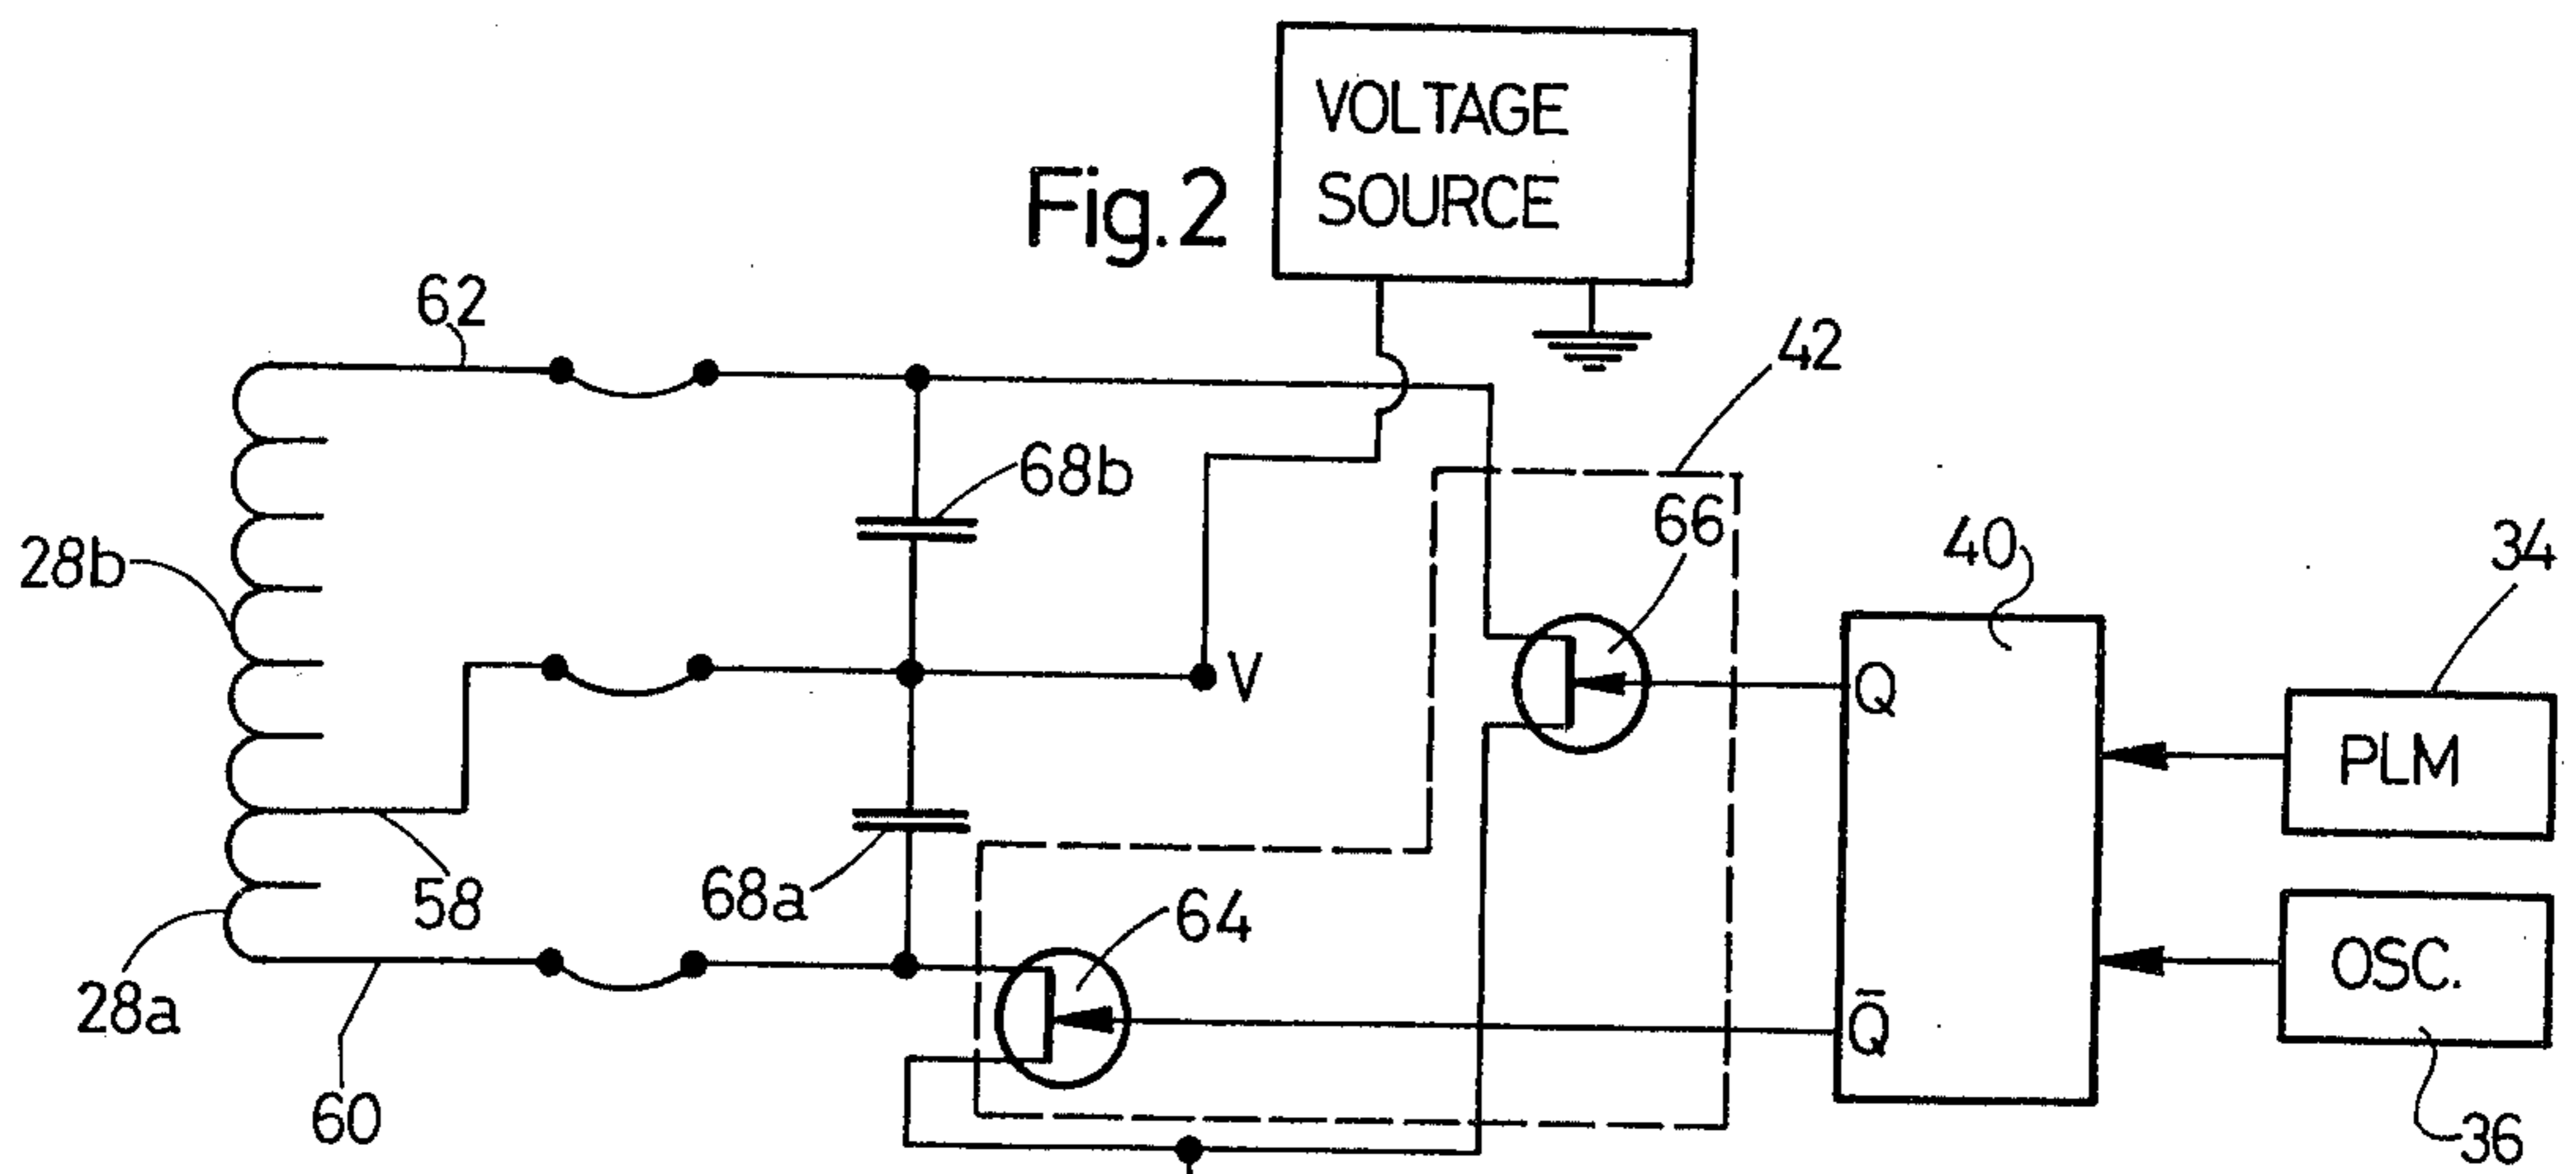 VOLTAGE
SOURCE
Fig.2
62
42
68b
66
28b
40
34
V
Q
PLM
58
68a
64
OSC.
28a
Q̄
60
36